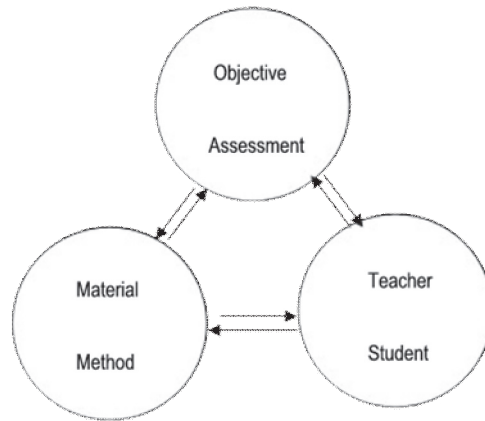 Objective
Assessment
Material
Method
Teacher
Student